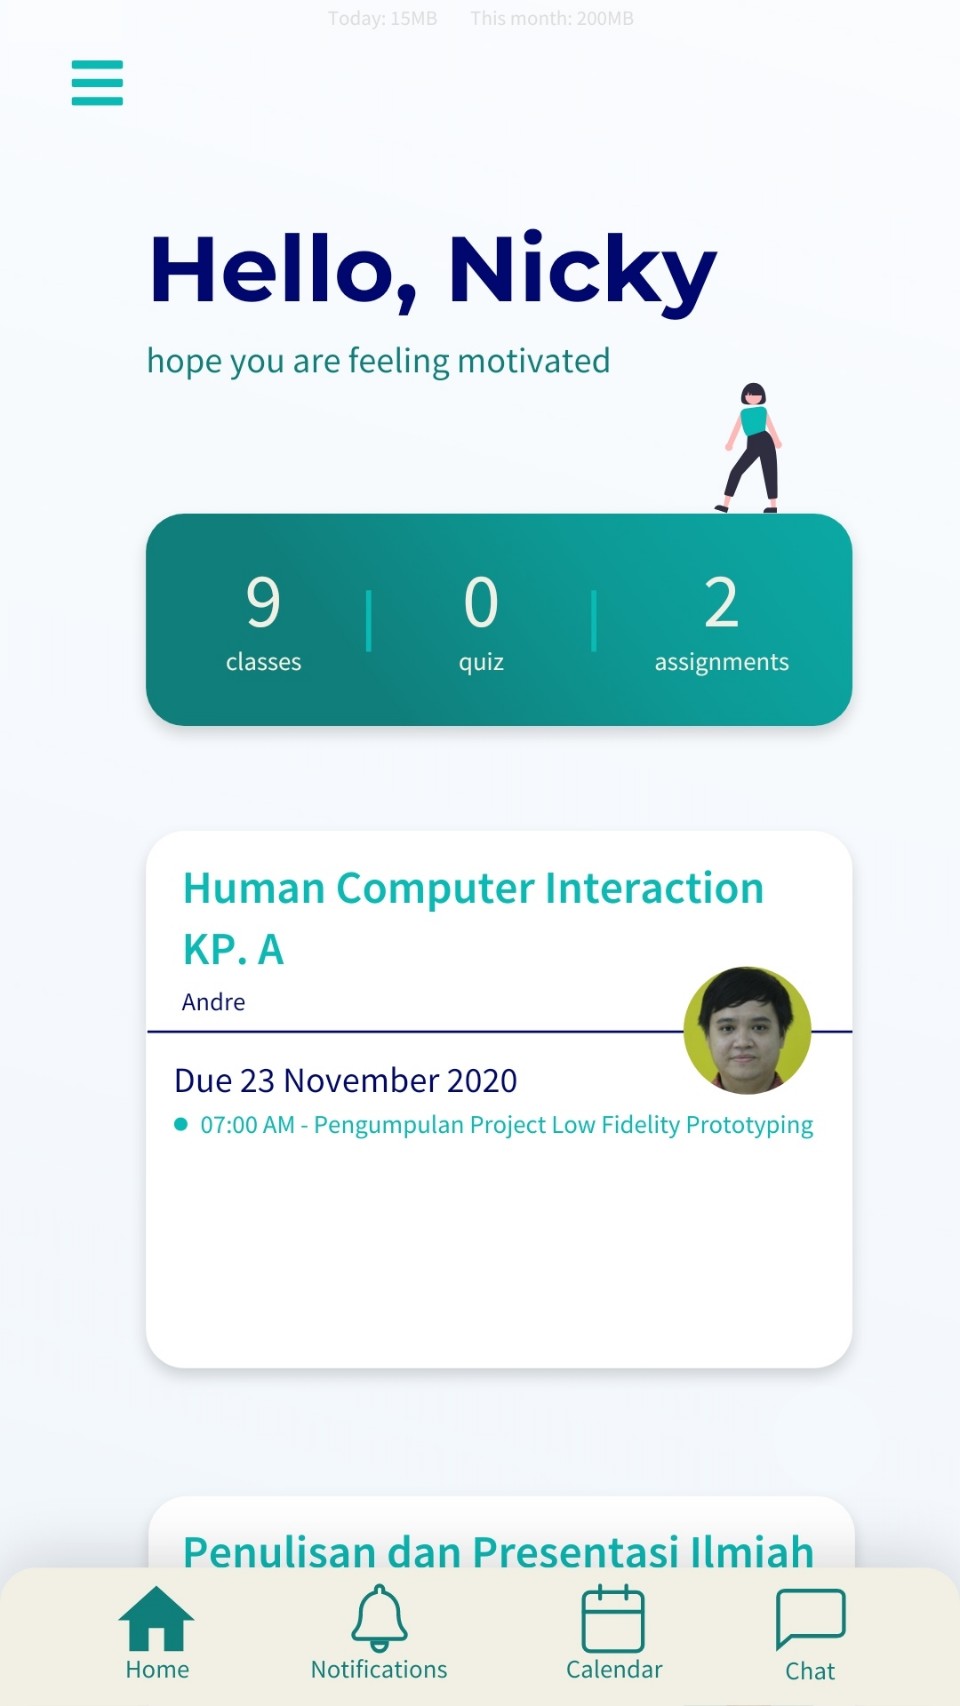 Today: 15MB This month: 200MB
Hello, Nicky
hope you are feeling motivated
9 0 2
classes quiz assignments
Human Computer Interaction
KP. A
Andre
Due 23 November 2020
07:00 AM - Pengumpulan Project Low Fidelity Prototyping
Penulisan dan Presentasi Ilmiah
Home Notifications Calendar Chat